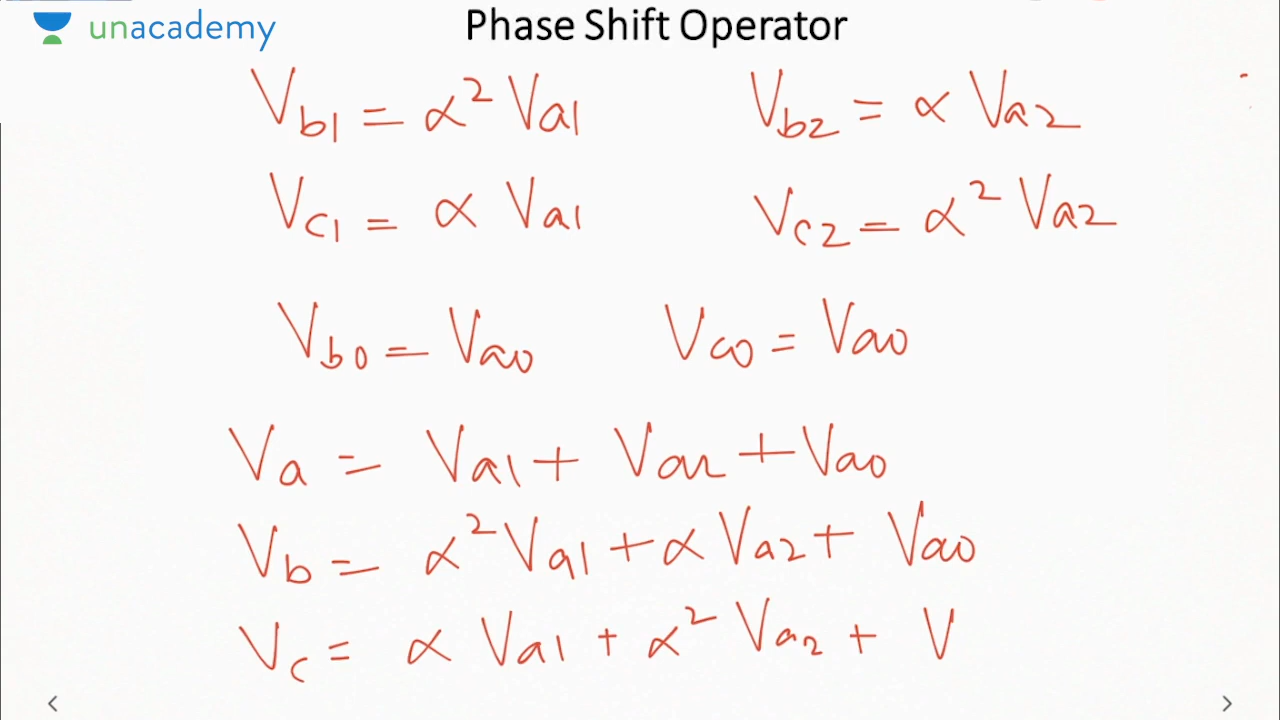 unacademy
Phase Shift Operator
Vb1 = α² Va1
Vb2 = α Va2
Vc1 = α Va1
Vc2 = α² Va2
Vb0 = Va0
Vc0 = Va0
Va = Va1 + Va2 + Va0
Vb = α² Va1 + α Va2 + Va0
Vc = α Va1 + α² Va2 + V